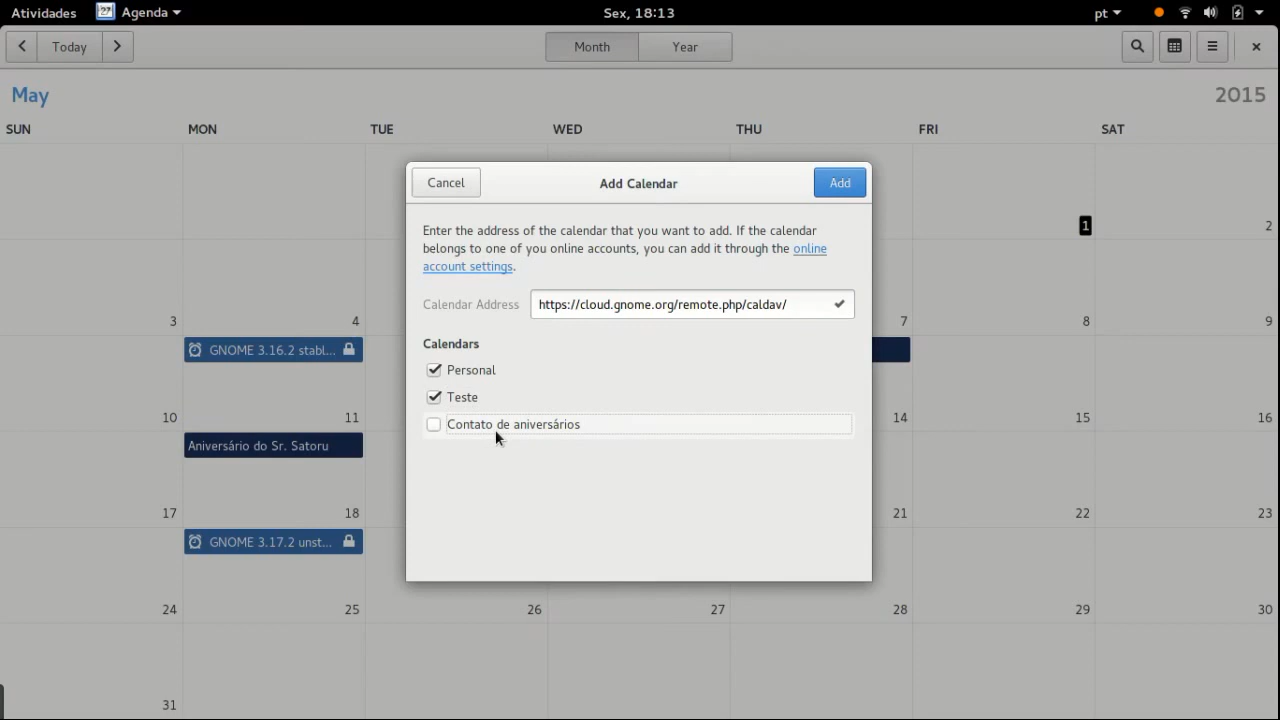 Atividades Agenda Sex, 18:13 pt
Today Month Year
May 2015
SUN MON TUE WED THU FRI SAT
1 2
3 4 7 8 9
GNOME 3.16.2 stabl...
10 11 14 15 16
Aniversário do Sr. Satoru
17 18 21 22 23
GNOME 3.17.2 unst...
24 25 26 27 28 29 30
31
Cancel Add Calendar Add
Enter the address of the calendar that you want to add. If the calendar
belongs to one of you online accounts, you can add it through the online
account settings.
Calendar Address https://cloud.gnome.org/remote.php/caldav/
Calendars
Personal
Teste
Contato de aniversários